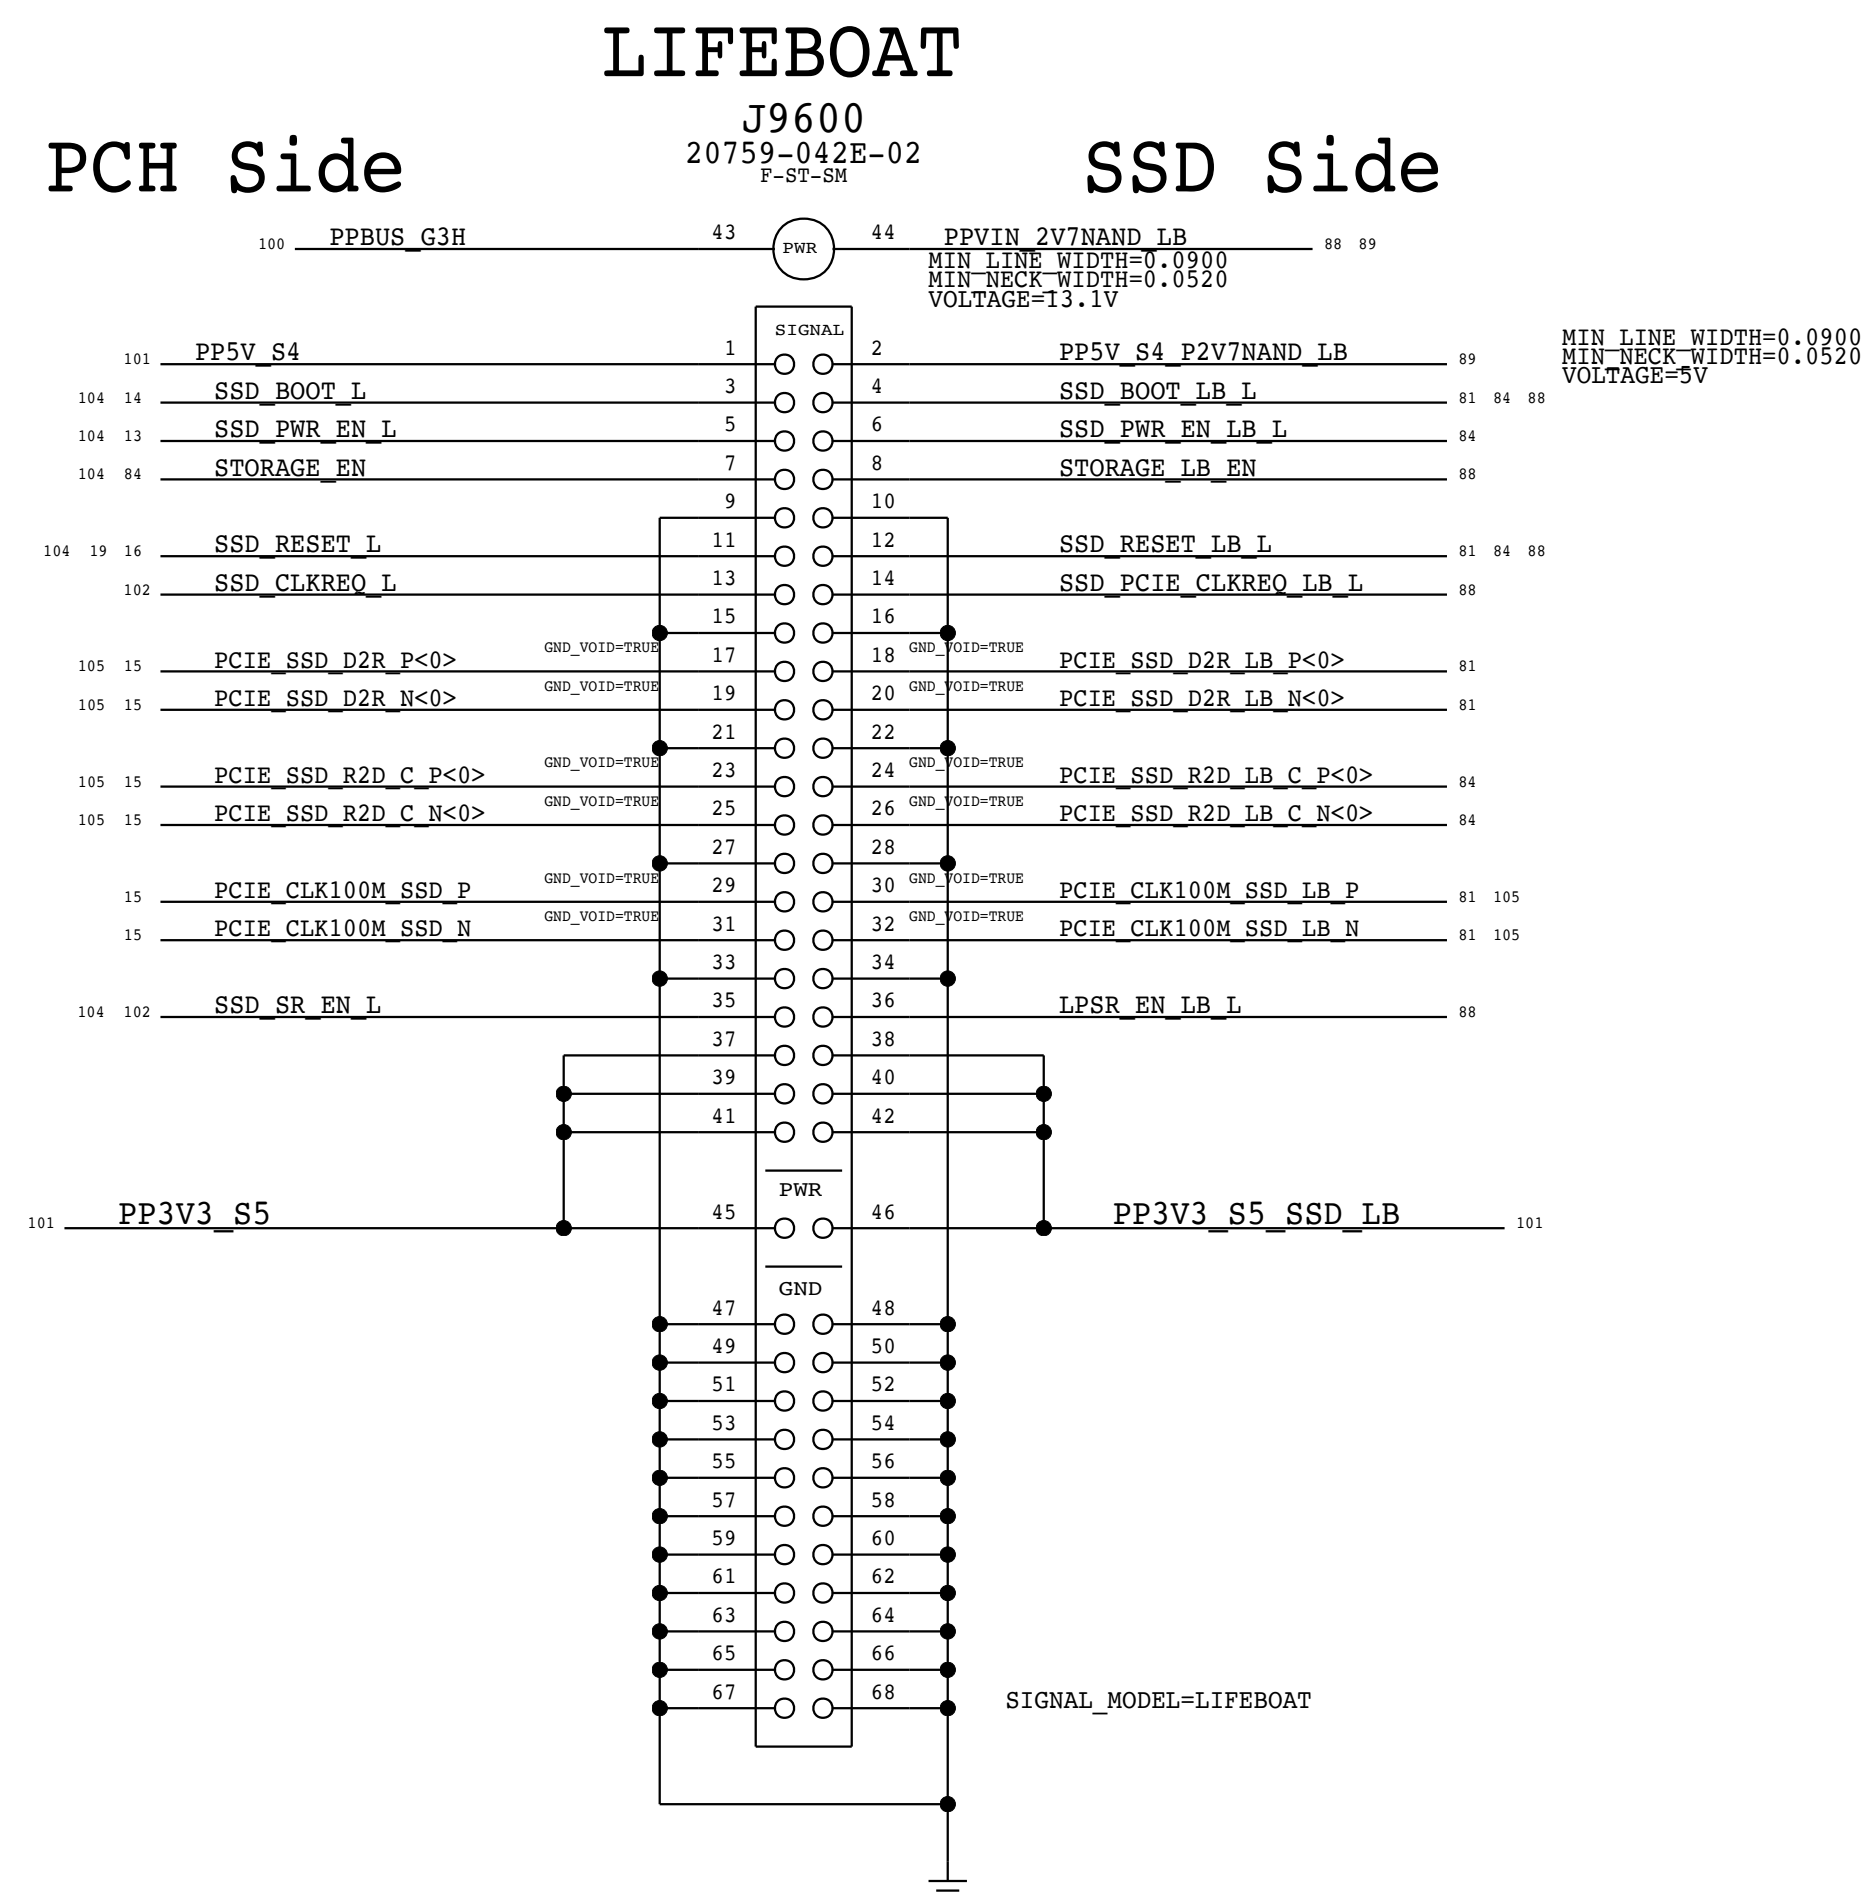 LIFEBOAT
J9600
PCH Side
20759-042E-02
SSD Side
F-ST-SM
100 PPBUS_G3H 43 PWR 44 PPVIN_2V7NAND_LB 88 89
MIN_LINE_WIDTH=0.0900
MIN_NECK_WIDTH=0.0520
VOLTAGE=13.1V
SIGNAL
MIN_LINE_WIDTH=0.0900
MIN_NECK_WIDTH=0.0520
VOLTAGE=5V
101 PP5V_S4 1 2 PP5V_S4_P2V7NAND_LB 89
104 14 SSD_BOOT_L 3 4 SSD_BOOT_LB_L 81 84 88
104 13 SSD_PWR_EN_L 5 6 SSD_PWR_EN_LB_L 84
104 84 STORAGE_EN 7 8 STORAGE_LB_EN 88
9 10
104 19 16 SSD_RESET_L 11 12 SSD_RESET_LB_L 81 84 88
102 SSD_CLKREQ_L 13 14 SSD_PCIE_CLKREQ_LB_L 88
15 16
GND_VOID=TRUE GND_VOID=TRUE
105 15 PCIE_SSD_D2R_P<0> 17 18 PCIE_SSD_D2R_LB_P<0> 81
GND_VOID=TRUE GND_VOID=TRUE
105 15 PCIE_SSD_D2R_N<0> 19 20 PCIE_SSD_D2R_LB_N<0> 81
21 22
GND_VOID=TRUE GND_VOID=TRUE
105 15 PCIE_SSD_R2D_C_P<0> 23 24 PCIE_SSD_R2D_LB_C_P<0> 84
GND_VOID=TRUE GND_VOID=TRUE
105 15 PCIE_SSD_R2D_C_N<0> 25 26 PCIE_SSD_R2D_LB_C_N<0> 84
27 28
GND_VOID=TRUE GND_VOID=TRUE
15 PCIE_CLK100M_SSD_P 29 30 PCIE_CLK100M_SSD_LB_P 81 105
GND_VOID=TRUE GND_VOID=TRUE
15 PCIE_CLK100M_SSD_N 31 32 PCIE_CLK100M_SSD_LB_N 81 105
33 34
104 102 SSD_SR_EN_L 35 36 LPSR_EN_LB_L 88
37 38
39 40
41 42
PWR
101 PP3V3_S5 45 46 PP3V3_S5_SSD_LB 101
GND
47 48
49 50
51 52
53 54
55 56
57 58
59 60
61 62
63 64
65 66
67 68
SIGNAL_MODEL=LIFEBOAT